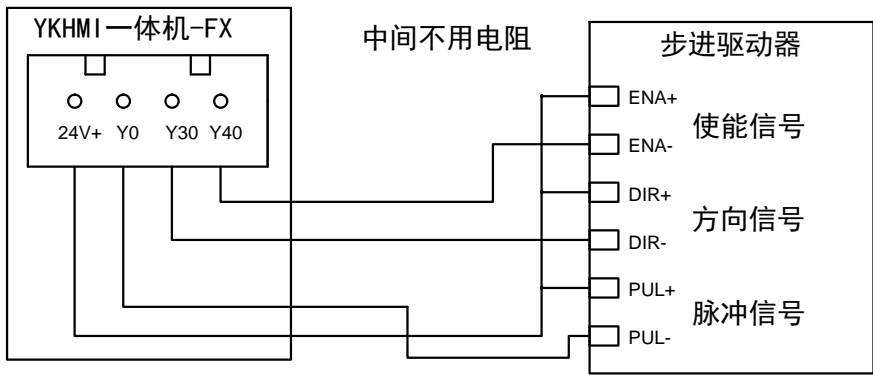 YKHMI一体机-FX
中间不用电阻
步进驱动器
24V+ Y0 Y30 Y40
ENA+
使能信号
ENA-
DIR+
方向信号
DIR-
PUL+
脉冲信号
PUL-